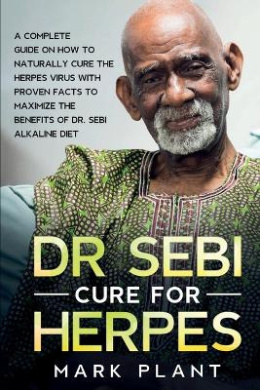 A COMPLETE
GUIDE ON HOW TO
NATURALLY CURE THE
HERPES VIRUS WITH
PROVEN FACTS TO
MAXIMIZE THE
BENEFITS OF DR. SEBI
ALKALINE DIET
DR SEBI
CURE FOR
HERPES
MARK PLANT